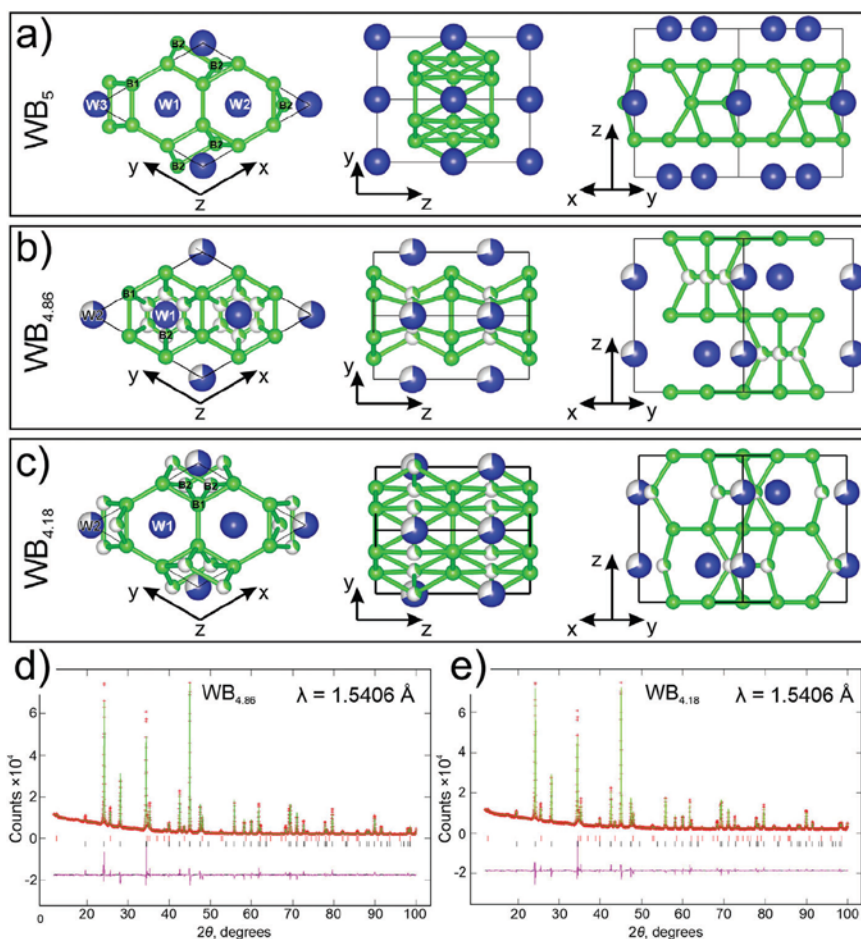 a)
WB5
B2
B2
B1
W3
W1
W2
B2
B2
B2
y
x
z
y
z
z
x
y
b)
WB4.86
B1
W2
W1
B2
y
x
z
y
z
z
x
y
c)
WB4.18
B2
B2
B1
W2
W1
y
x
z
y
z
z
x
y
d)
WB4.86
λ = 1.5406 Å
Counts ×10⁴
6
4
2
0
-2
0
20
30
40
50
60
70
80
90
100
2θ, degrees
e)
WB4.18
λ = 1.5406 Å
Counts ×10⁴
6
4
2
0
-2
20
30
40
50
60
70
80
90
100
2θ, degrees